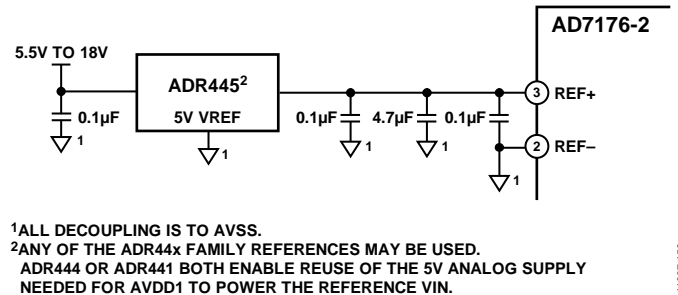 AD7176-2
5.5V TO 18V
ADR445²
5V VREF
0.1µF
1
1
0.1µF
1
4.7µF
1
0.1µF
1
3 REF+
2 REF–
¹ALL DECOUPLING IS TO AVSS.
²ANY OF THE ADR44x FAMILY REFERENCES MAY BE USED.
ADR444 OR ADR441 BOTH ENABLE REUSE OF THE 5V ANALOG SUPPLY
NEEDED FOR AVDD1 TO POWER THE REFERENCE VIN.